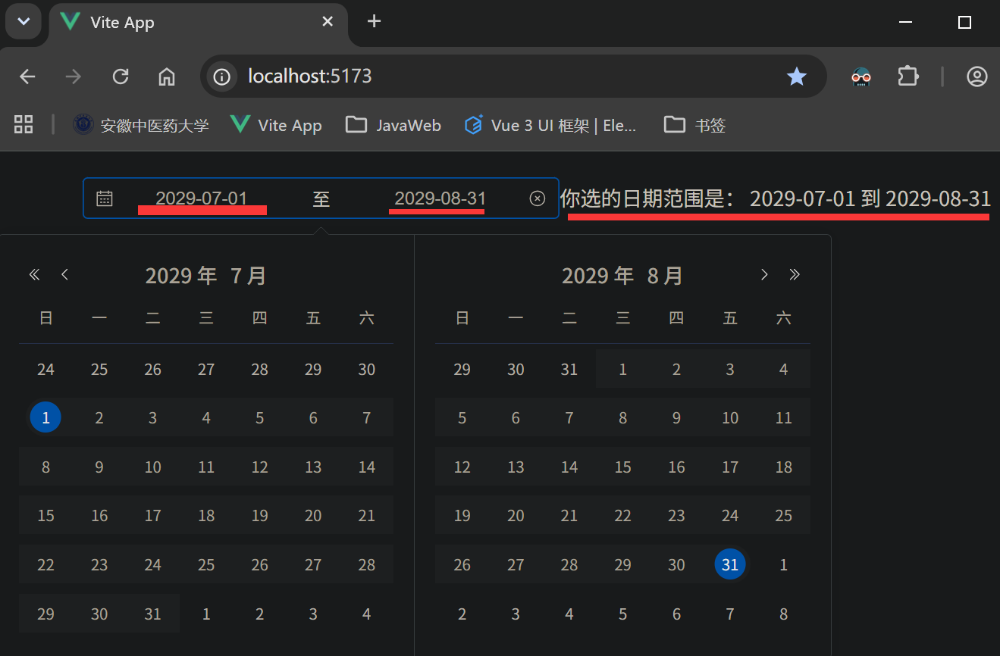 Vite App
localhost:5173
安徽中医药大学 Vite App JavaWeb Vue 3 UI 框架 | Ele... 书签
2029-07-01 至 2029-08-31 你选的日期范围是： 2029-07-01 到 2029-08-31
2029 年 7 月
日 一 二 三 四 五 六
24 25 26 27 28 29 30
1 2 3 4 5 6 7
8 9 10 11 12 13 14
15 16 17 18 19 20 21
22 23 24 25 26 27 28
29 30 31 1 2 3 4
2029 年 8 月
日 一 二 三 四 五 六
29 30 31 1 2 3 4
5 6 7 8 9 10 11
12 13 14 15 16 17 18
19 20 21 22 23 24 25
26 27 28 29 30 31 1
2 3 4 5 6 7 8